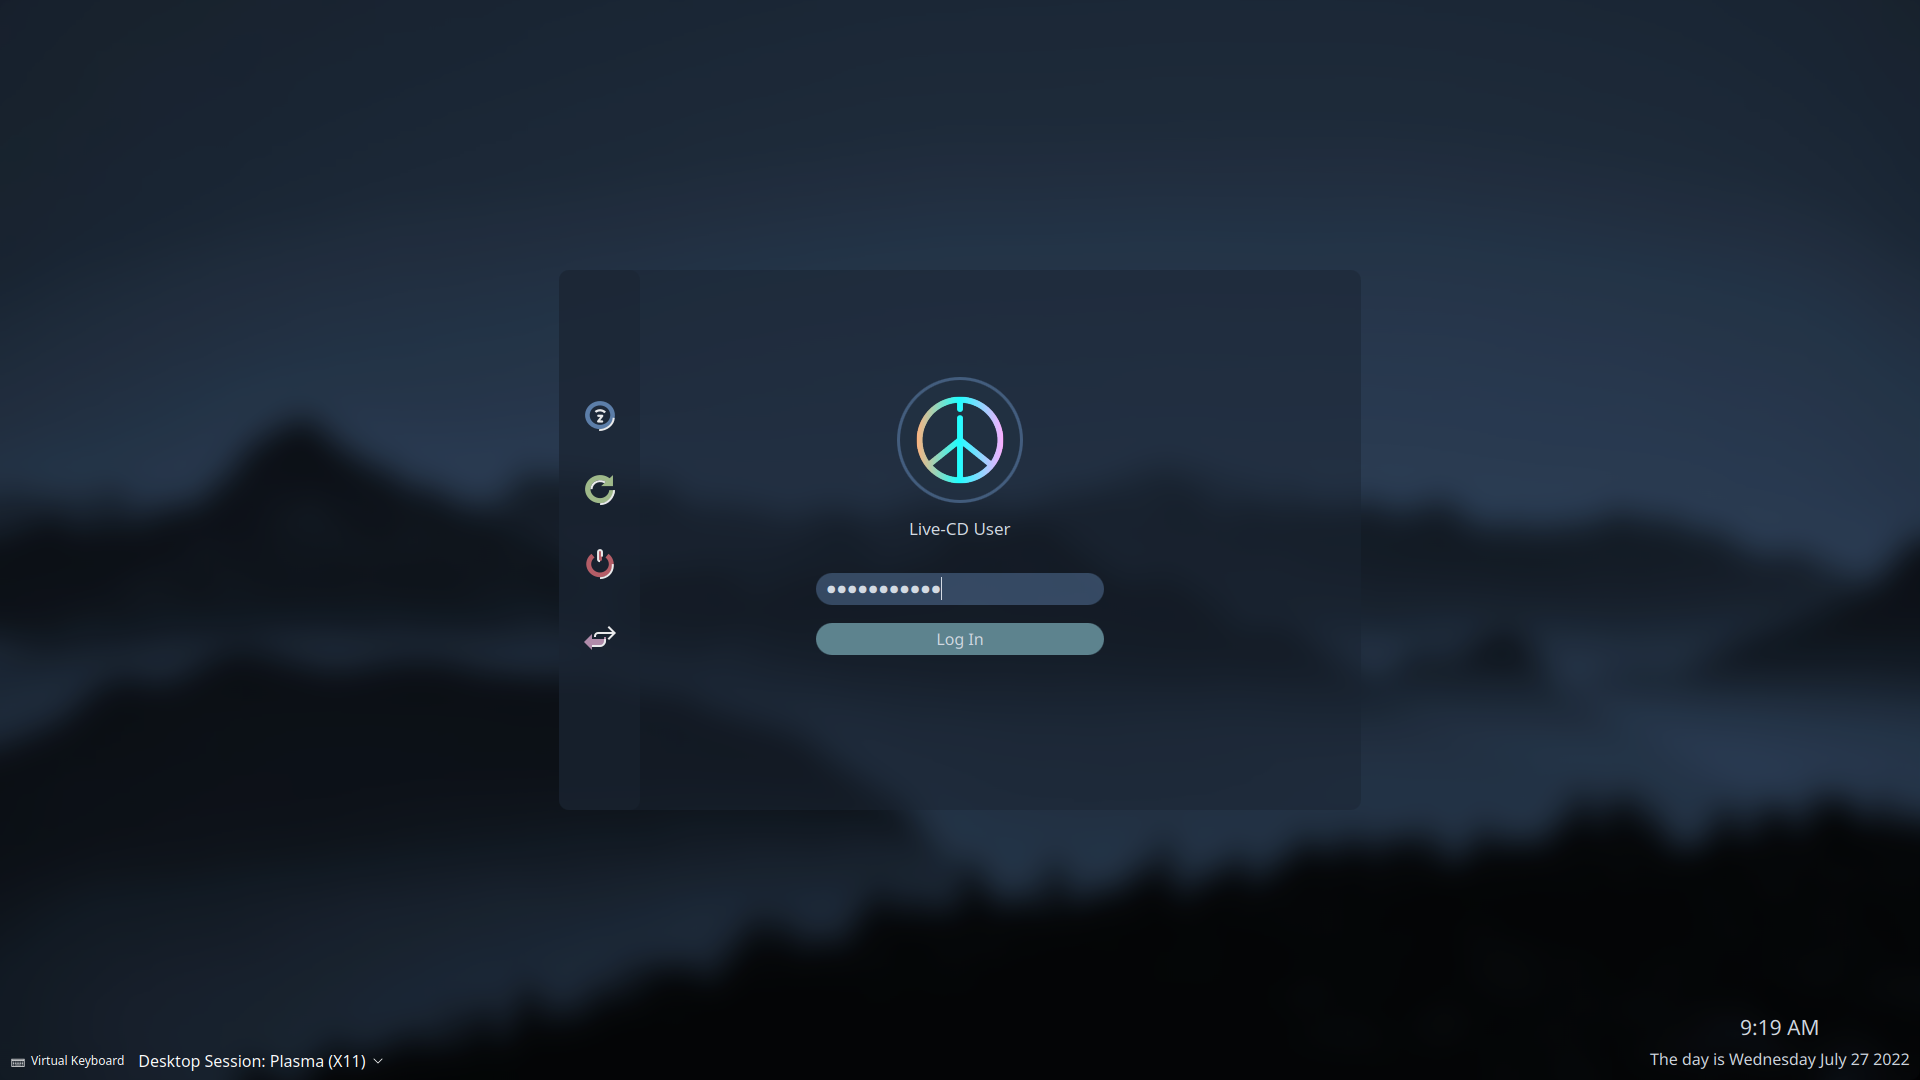 Live-CD User
●●●●●●●●●●●
Log In
9:19 AM
Virtual Keyboard
Desktop Session: Plasma (X11)
The day is Wednesday July 27 2022